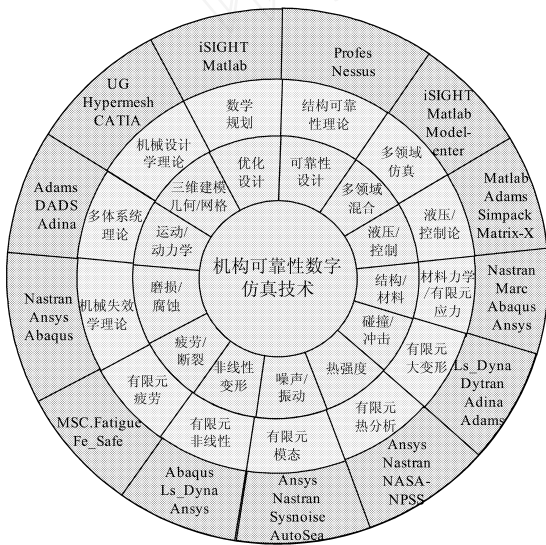 机构可靠性数字
仿真技术
优化
设计
可靠性
设计
多领域
混合
液压/
控制
结构/
材料
碰撞/
冲击
热强度
噪声/
振动
非线性
变形
疲劳/
断裂
磨损/
腐蚀
运动/
动力学
三维建模
几何/网格
数学
规划
结构可靠
性理论
多领域
仿真
液压/
控制论
材料力学
/有限元
应力
有限元
大变形
有限元
热分析
有限元
模态
有限元
非线性
有限元
疲劳
机械失效
学理论
多体系统
理论
机械设计
学理论
iSIGHT
Matlab
Profes
Nessus
iSIGHT
Matlab
Model-
enter
Matlab
Adams
Simpack
Matrix-X
Nastran
Marc
Abaqus
Ansys
Ls_Dyna
Dytran
Adina
Adams
Ansys
Nastran
NASA-
NPSS
Ansys
Nastran
Sysnoise
AutoSea
Abaqus
Ls_Dyna
Ansys
MSC.Fatigue
Fe_Safe
Nastran
Ansys
Abaqus
Adams
DADS
Adina
UG
Hypermesh
CATIA